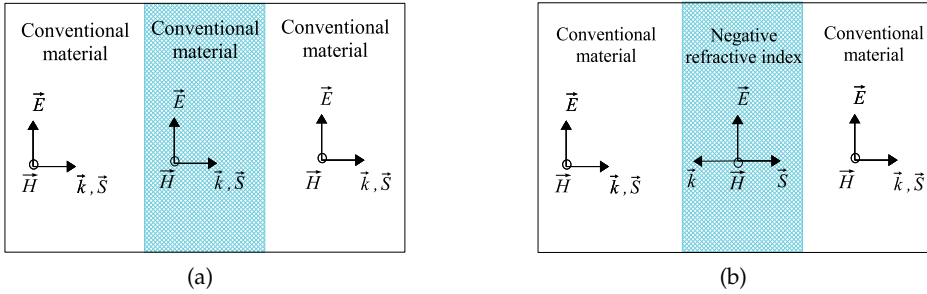 Conventional
material
Conventional
material
Conventional
material
E
H
k , S
E
H
k , S
E
H
k , S
(a)
Conventional
material
Negative
refractive index
Conventional
material
E
H
k , S
E
k
H
S
E
H
k , S
(b)